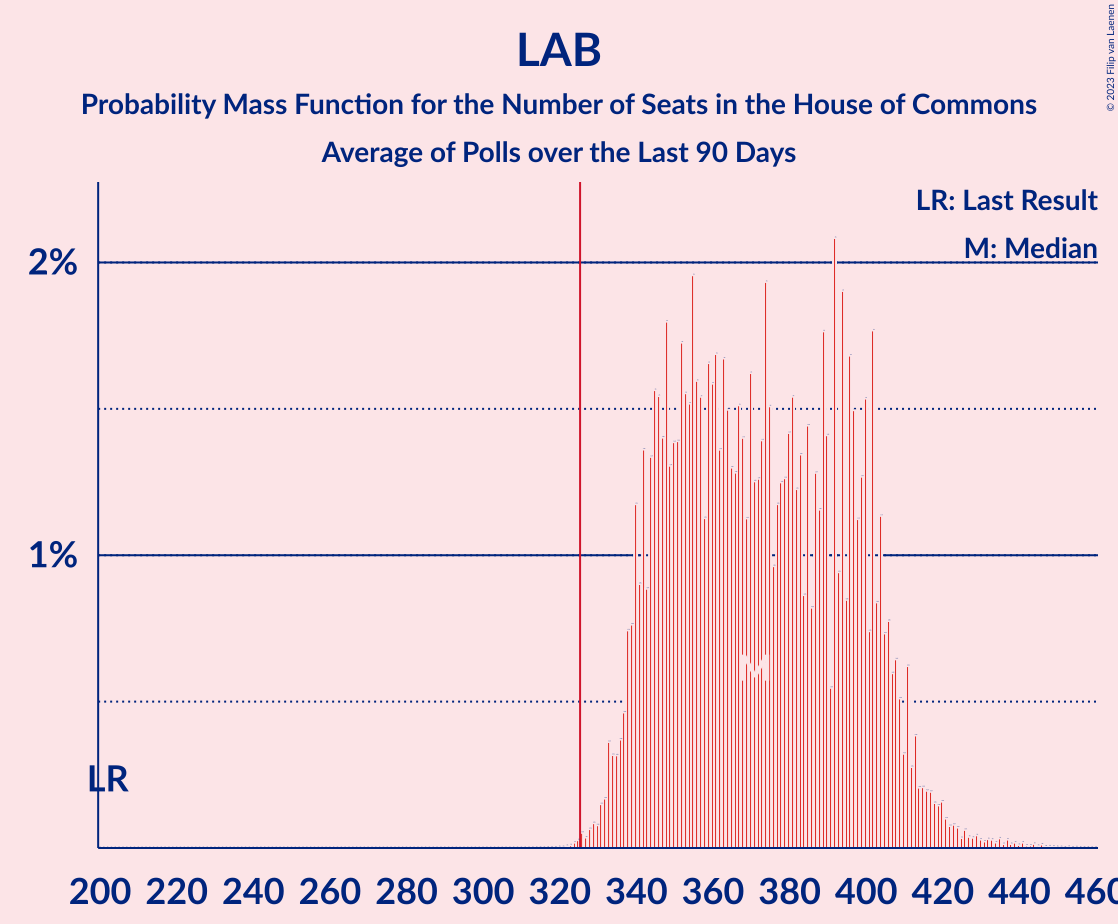 LAB
Probability Mass Function for the Number of Seats in the House of Commons
Average of Polls over the Last 90 Days
© 2023 Filip van Laenen
LR: Last Result
M: Median
2%
1%
M
LR
200 220 240 260 280 300 320 340 360 380 400 420 440 460